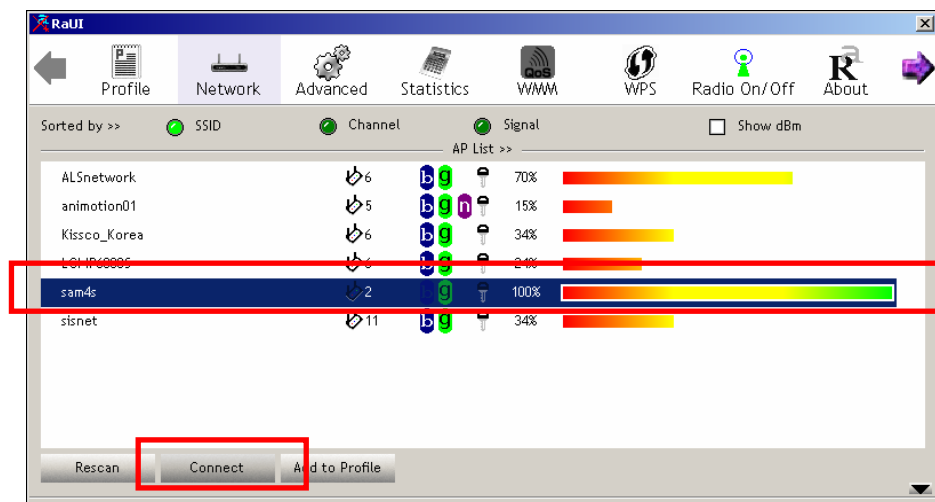 RaUI
Profile Network Advanced Statistics QoS WMM WPS Radio On/Off R a About
Sorted by >> SSID Channel Signal Show dBm
AP List >>
ALSnetwork 6 b g 70%
animotion01 5 b g n 15%
Kissco_Korea 6 b g 34%
6 b g 24%
sam4s 2 b g 100%
sisnet 11 b g 34%
Rescan Connect Add to Profile